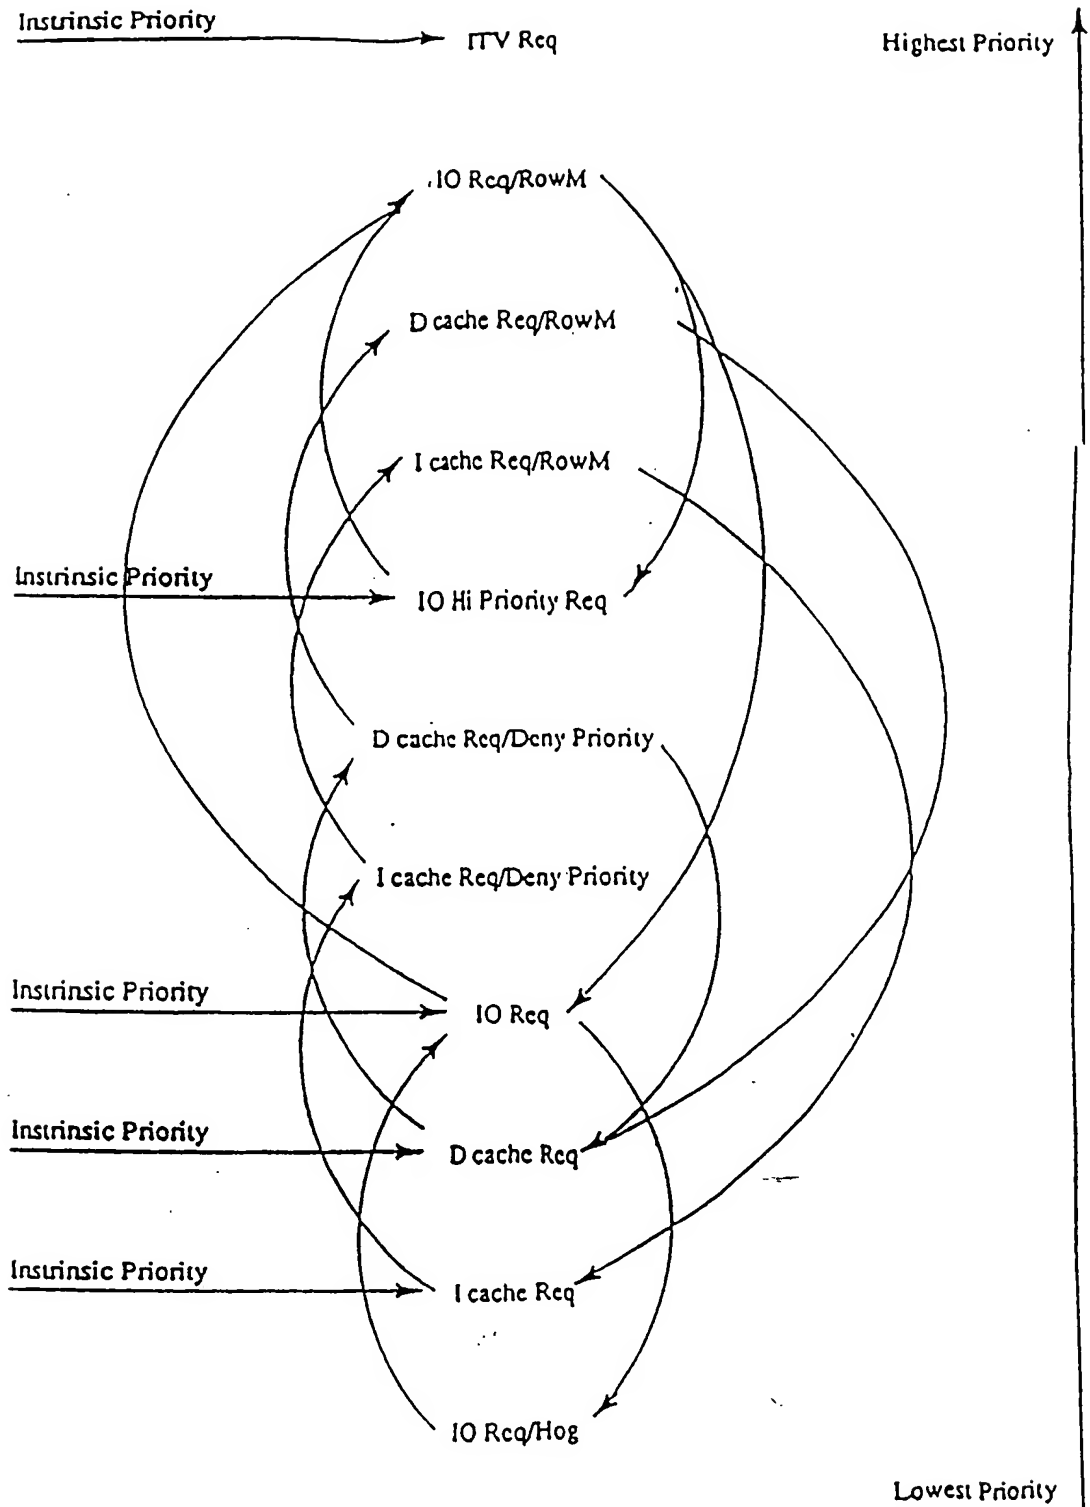 Instrinsic Priority
ITV Req
Highest Priority
IO Req/RowM
D cache Req/RowM
I cache Req/RowM
Instrinsic Priority
IO Hi Priority Req
D cache Req/Deny Priority
I cache Req/Deny Priority
Instrinsic Priority
IO Req
Instrinsic Priority
D cache Req
Instrinsic Priority
I cache Req
IO Req/Hog
Lowest Priority